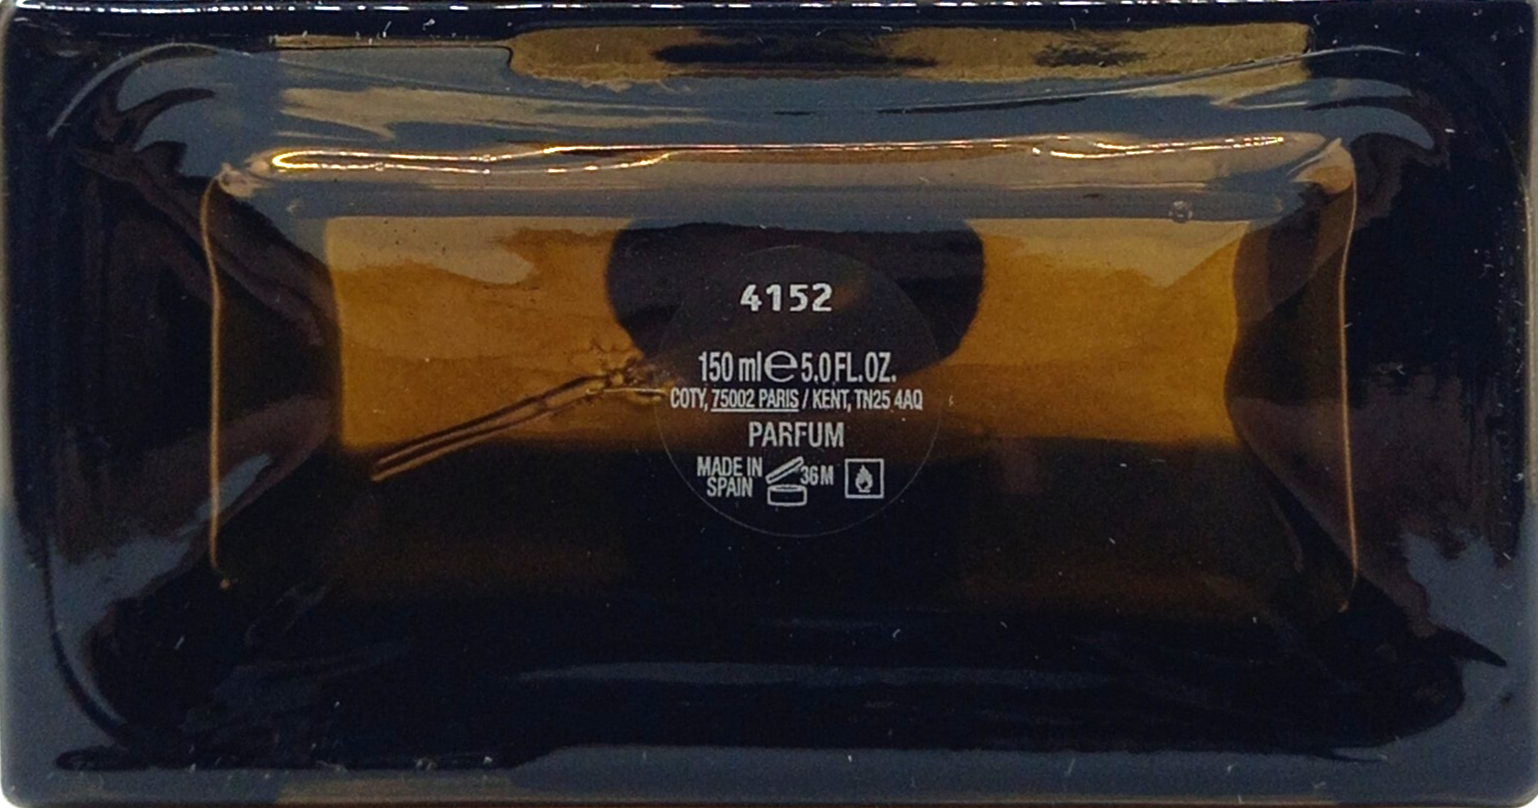 4152
150 ml ℮ 5.0 FL.OZ.
COTY, 75002 PARIS / KENT, TN25 4AQ
PARFUM
MADE IN
SPAIN
36M